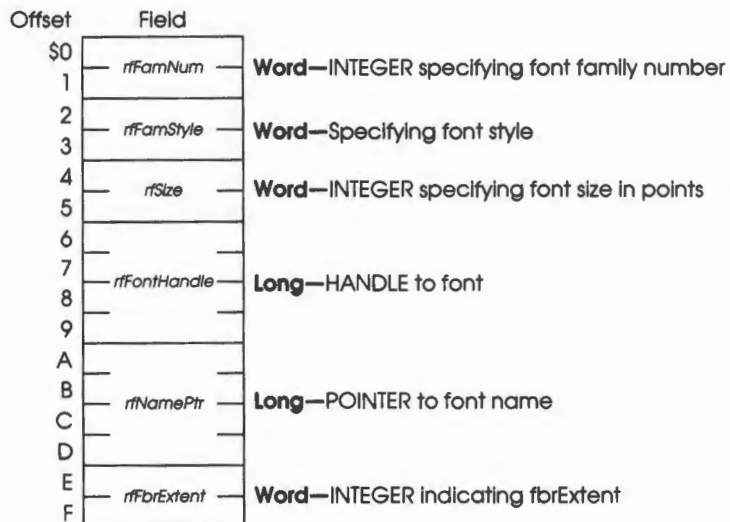 Offset Field
$0
rfFamNum Word—INTEGER specifying font family number
1
2
rfFamStyle Word—Specifying font style
3
4
rfSize Word—INTEGER specifying font size in points
5
6
7
rfFontHandle Long—HANDLE to font
8
9
A
B
rfNamePtr Long—POINTER to font name
C
D
E
rfFbrExtent Word—INTEGER indicating fbrExtent
F